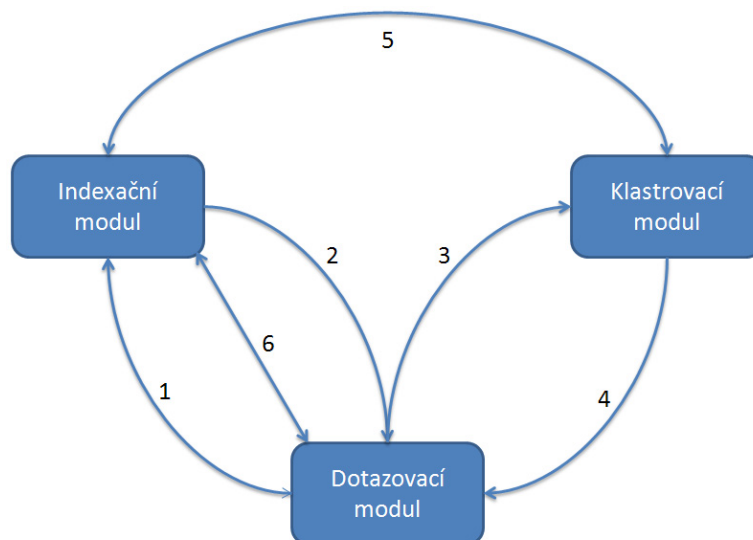 5
Indexační
modul
Klastrovací
modul
2
3
6
1
4
Dotazovací
modul